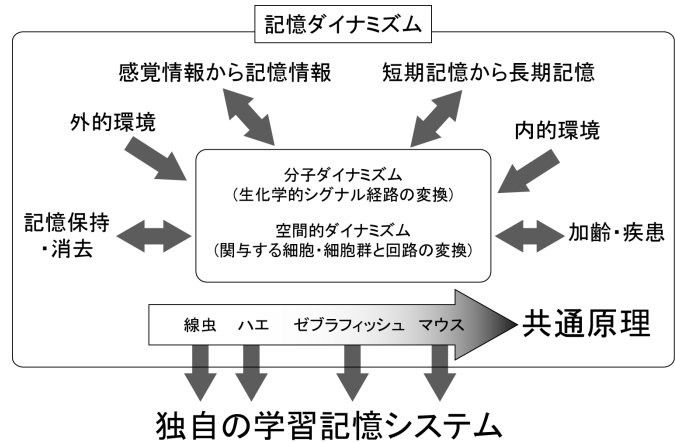 記憶ダイナミズム
感覚情報から記憶情報
短期記憶から長期記憶
外的環境
内的環境
分子ダイナミズム
(生化学的シグナル経路の変換)
空間的ダイナミズム
(関与する細胞・細胞群と回路の変換)
記憶保持
・消去
加齢・疾患
線虫 ハエ ゼブラフィッシュ マウス
共通原理
独自の学習記憶システム